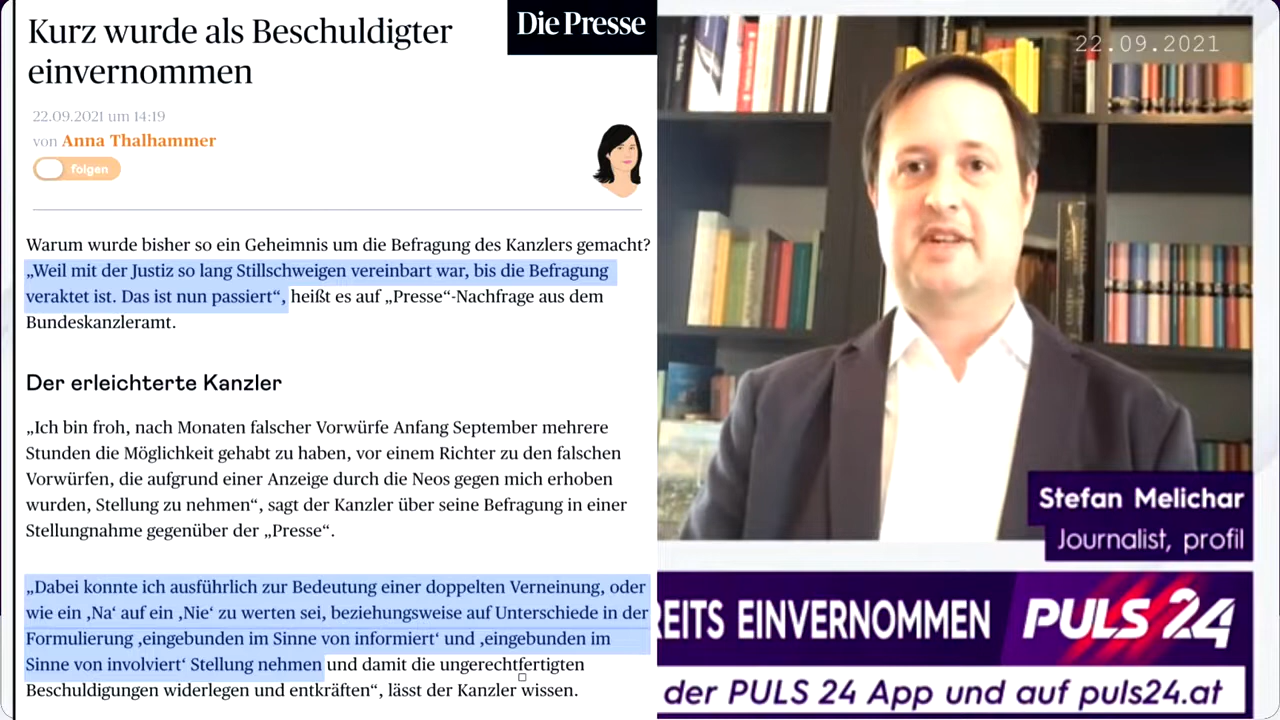 Kurz wurde als Beschuldigter
einvernommen
Die Presse
22.09.2021 um 14:19
von Anna Thalhammer
folgen
Warum wurde bisher so ein Geheimnis um die Befragung des Kanzlers gemacht?
„Weil mit der Justiz so lang Stillschweigen vereinbart war, bis die Befragung
veraktet ist. Das ist nun passiert“, heißt es auf „Presse“-Nachfrage aus dem
Bundeskanzleramt.
Der erleichterte Kanzler
„Ich bin froh, nach Monaten falscher Vorwürfe Anfang September mehrere
Stunden die Möglichkeit gehabt zu haben, vor einem Richter zu den falschen
Vorwürfen, die aufgrund einer Anzeige durch die Neos gegen mich erhoben
wurden, Stellung zu nehmen“, sagt der Kanzler über seine Befragung in einer
Stellungnahme gegenüber der „Presse“.
„Dabei konnte ich ausführlich zur Bedeutung einer doppelten Verneinung, oder
wie ein ‚Na‘ auf ein ‚Nie‘ zu werten sei, beziehungsweise auf Unterschiede in der
Formulierung ‚eingebunden im Sinne von informiert‘ und ‚eingebunden im
Sinne von involviert‘ Stellung nehmen und damit die ungerechtfertigten
Beschuldigungen widerlegen und entkräften“, lässt der Kanzler wissen.
22.09.2021
Stefan Melichar
Journalist, profil
REITS EINVERNOMMEN
PULS 24
der PULS 24 App und auf puls24.at